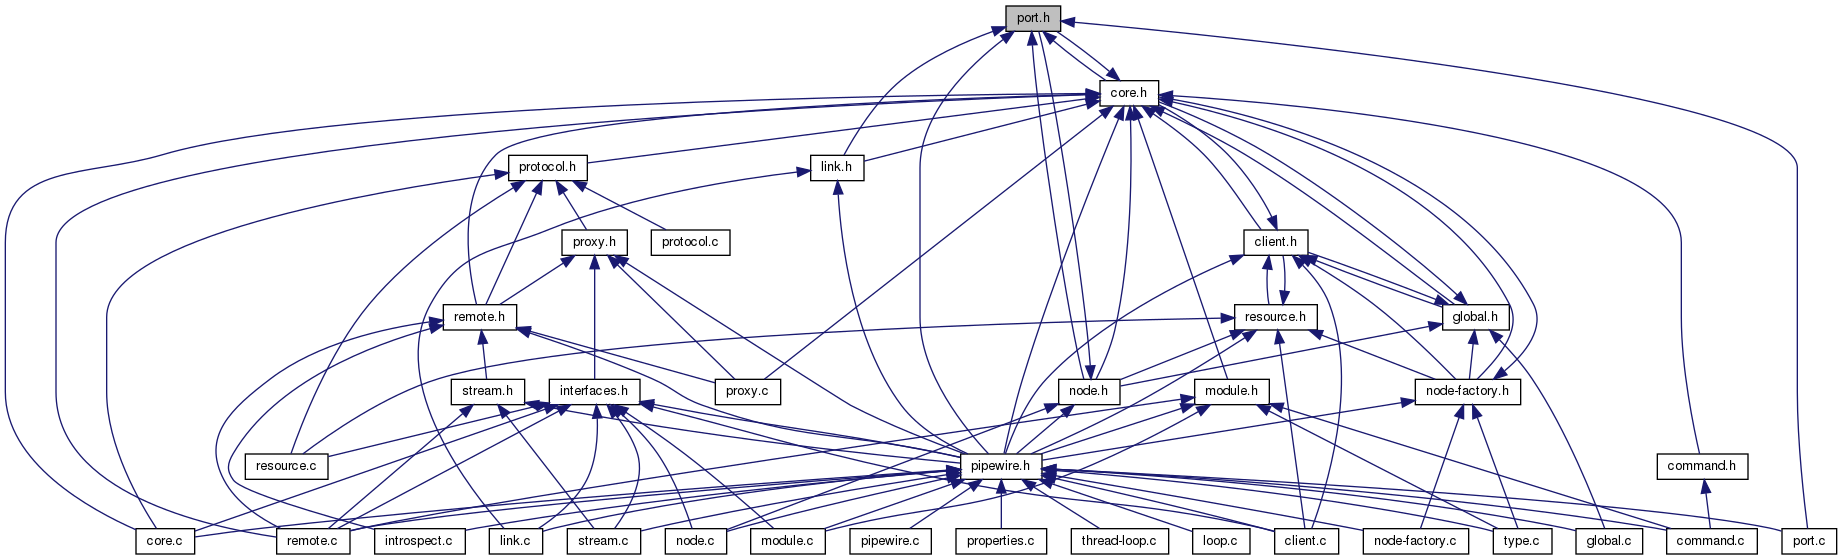 port.h
core.h
protocol.h
link.h
proxy.h
protocol.c
client.h
remote.h
resource.h
global.h
stream.h
interfaces.h
proxy.c
node.h
module.h
node-factory.h
resource.c
pipewire.h
command.h
core.c
remote.c
introspect.c
link.c
stream.c
node.c
module.c
pipewire.c
properties.c
thread-loop.c
loop.c
client.c
node-factory.c
type.c
global.c
command.c
port.c